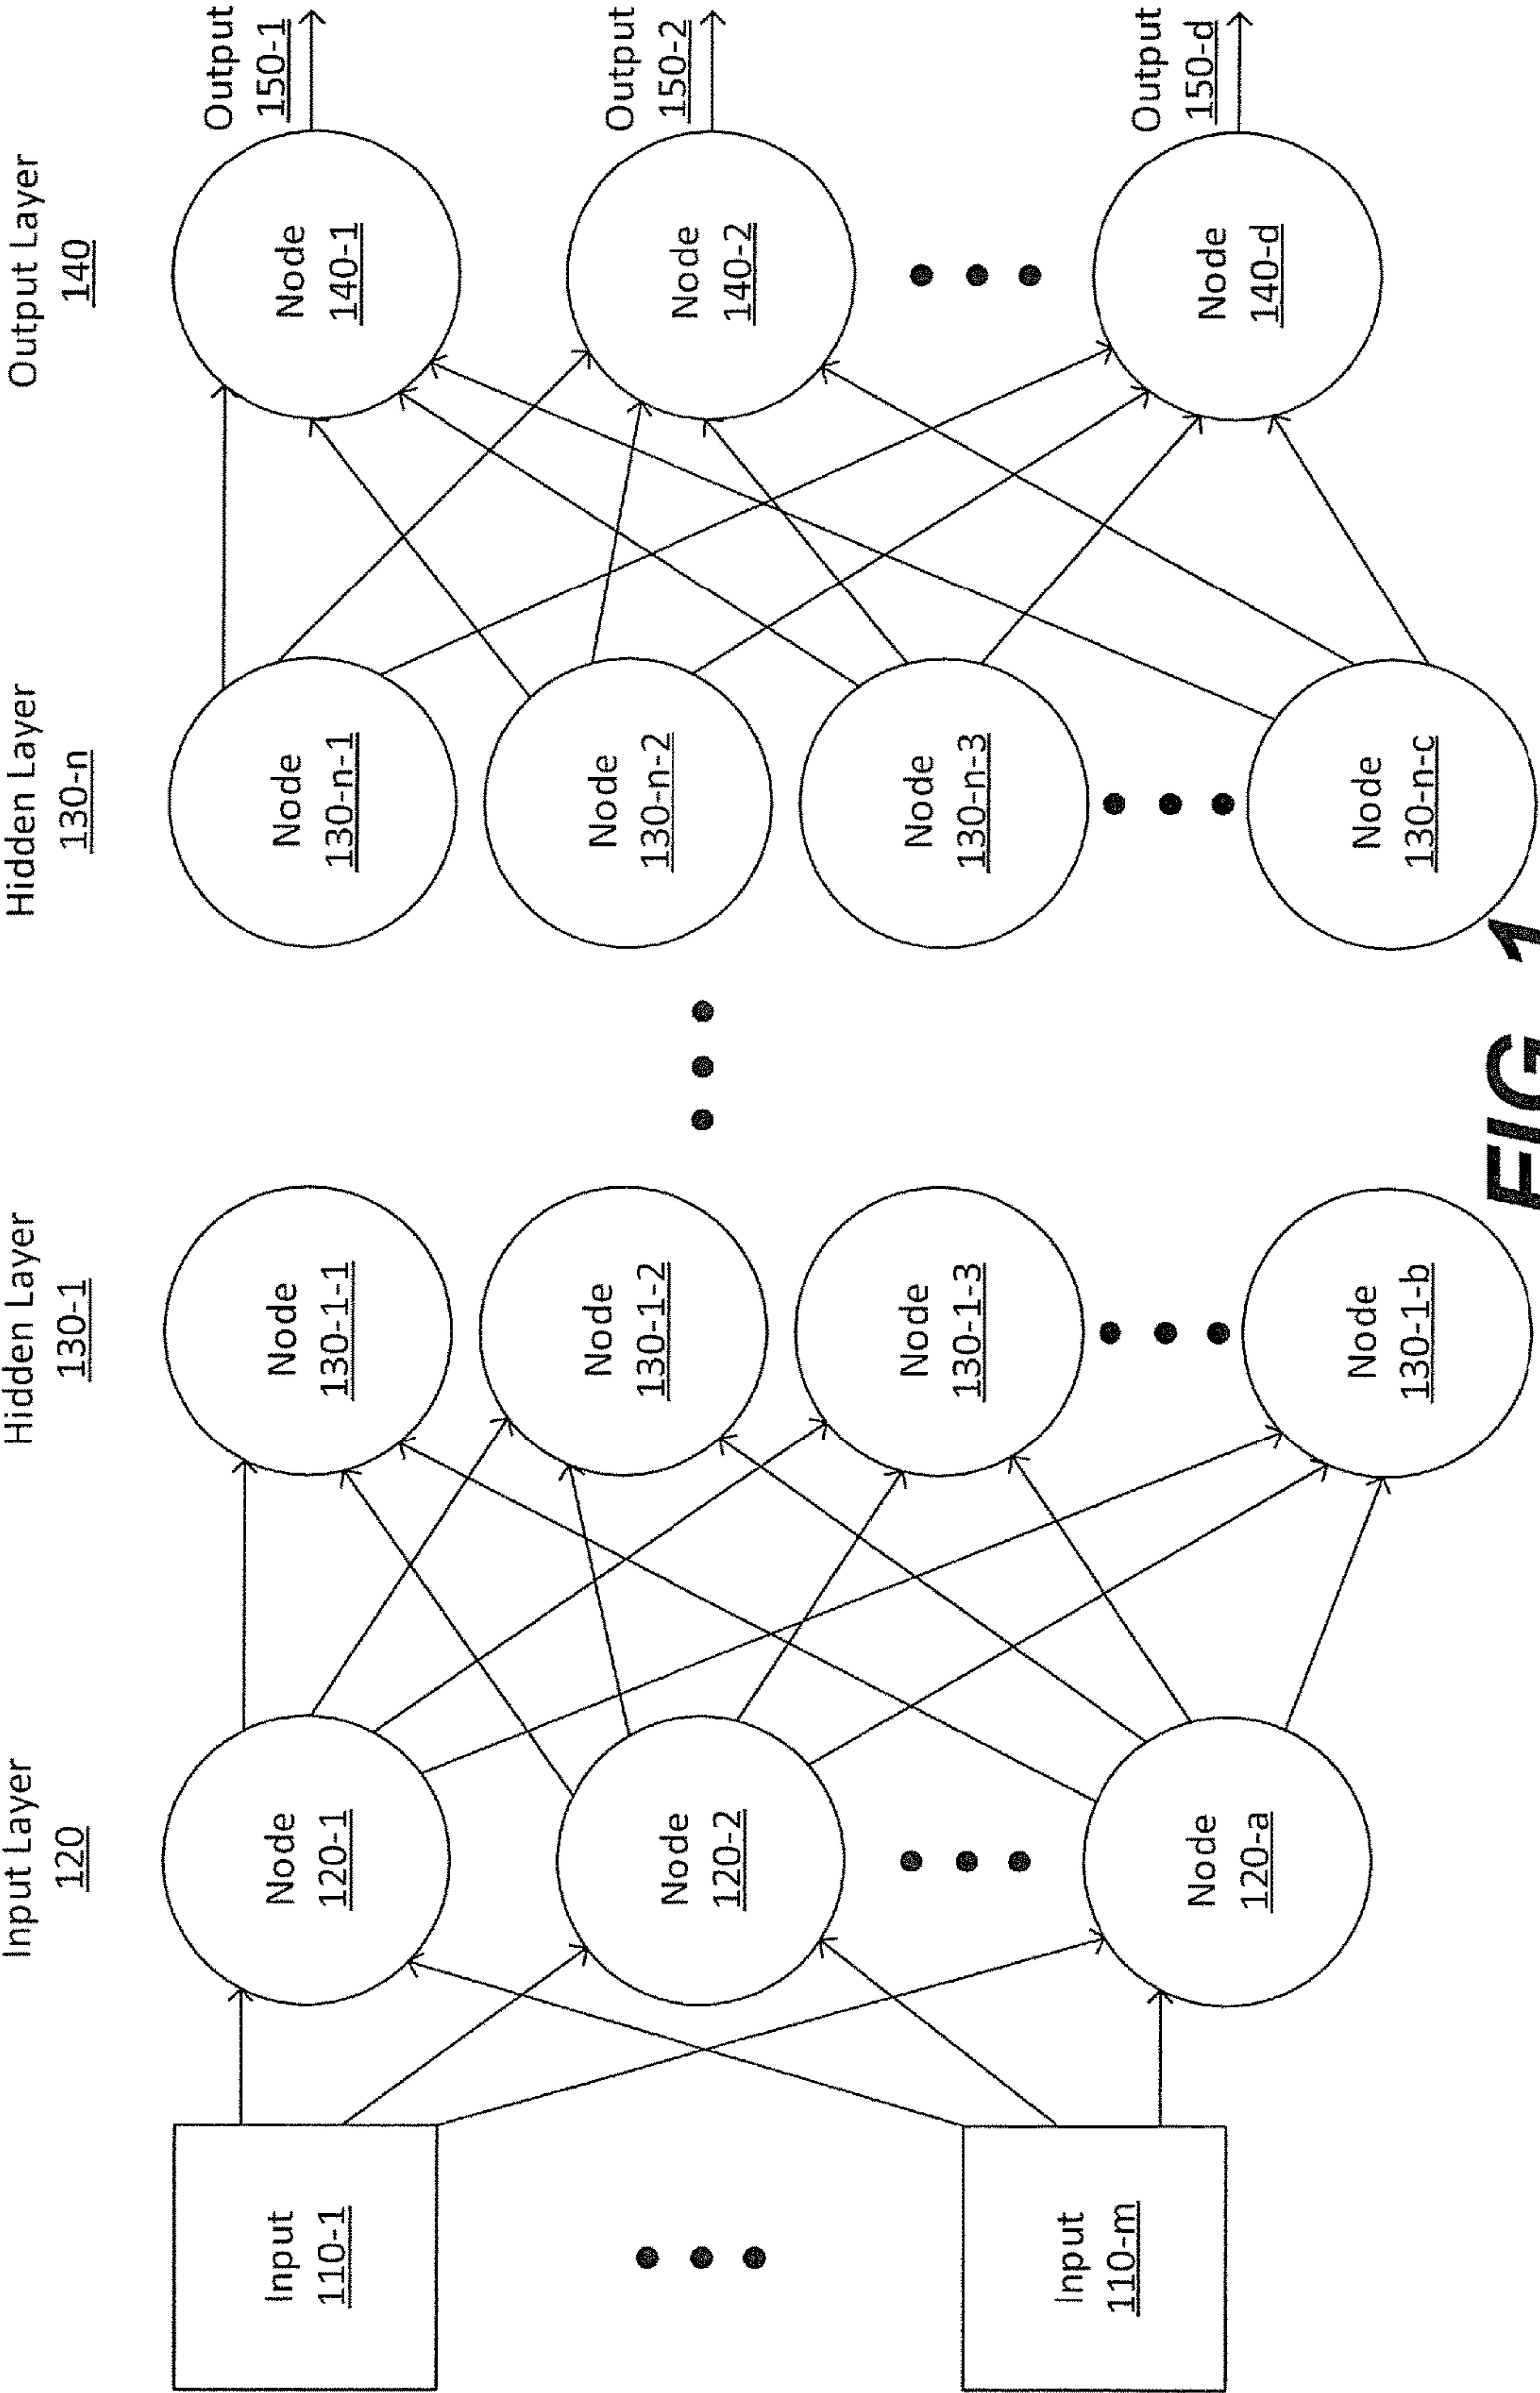 Input Layer
120
Hidden Layer
130-1
Hidden Layer
130-n
Output Layer
140
Input
110-1
Input
110-m
Node
120-1
Node
120-2
Node
120-a
Node
130-1-1
Node
130-1-2
Node
130-1-3
Node
130-1-b
Node
130-n-1
Node
130-n-2
Node
130-n-3
Node
130-n-c
Node
140-1
Node
140-2
Node
140-d
Output
150-1
Output
150-2
Output
150-d
FIG 1